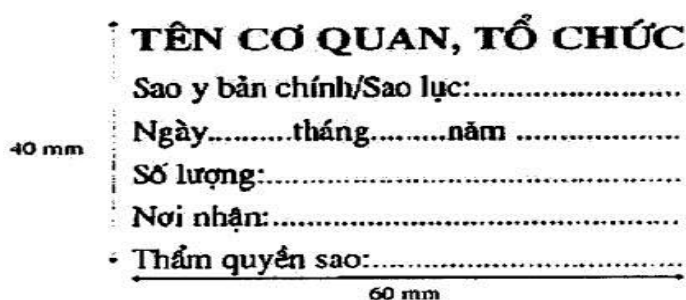 TÊN CƠ QUAN, TỔ CHỨC
Sao y bản chính/Sao lục:........................
Ngày..........tháng.........năm ...................
Số lượng:.................................................
Nơi nhận:................................................
Thẩm quyền sao:....................................
40 mm
60 mm